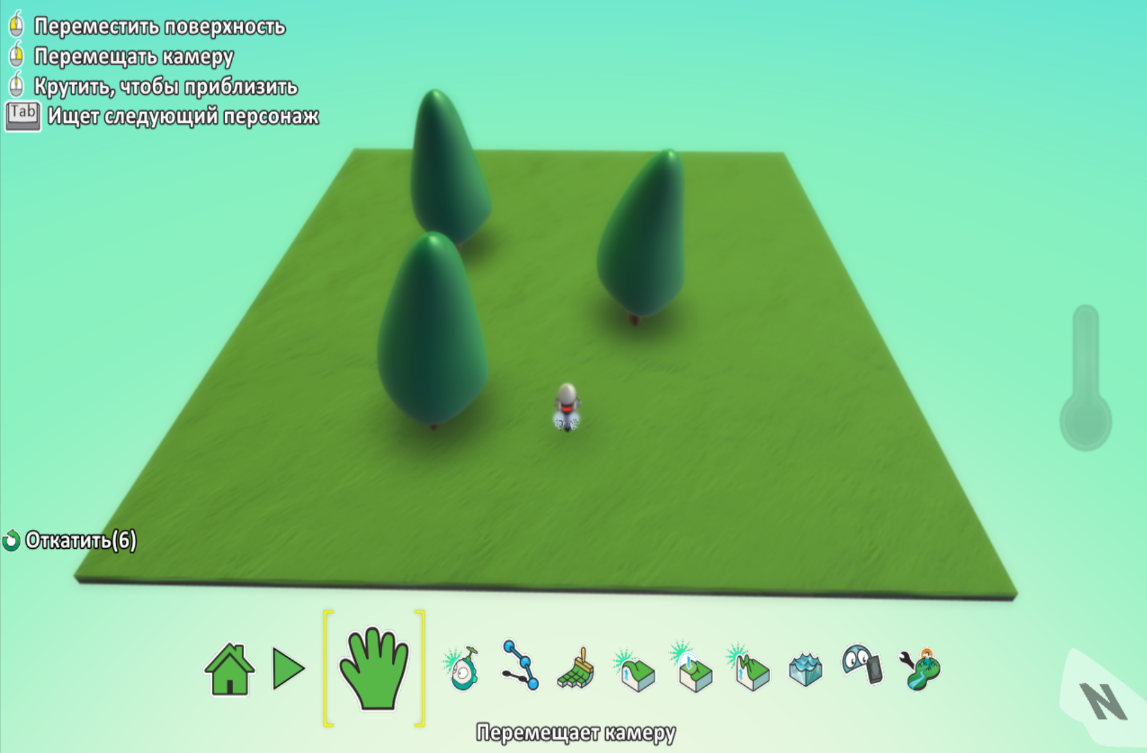 Переместить поверхность
Перемещать камеру
Крутить, чтобы приблизить
Tab Ищет следующий персонаж
Откатить(6)
Перемещает камеру
N